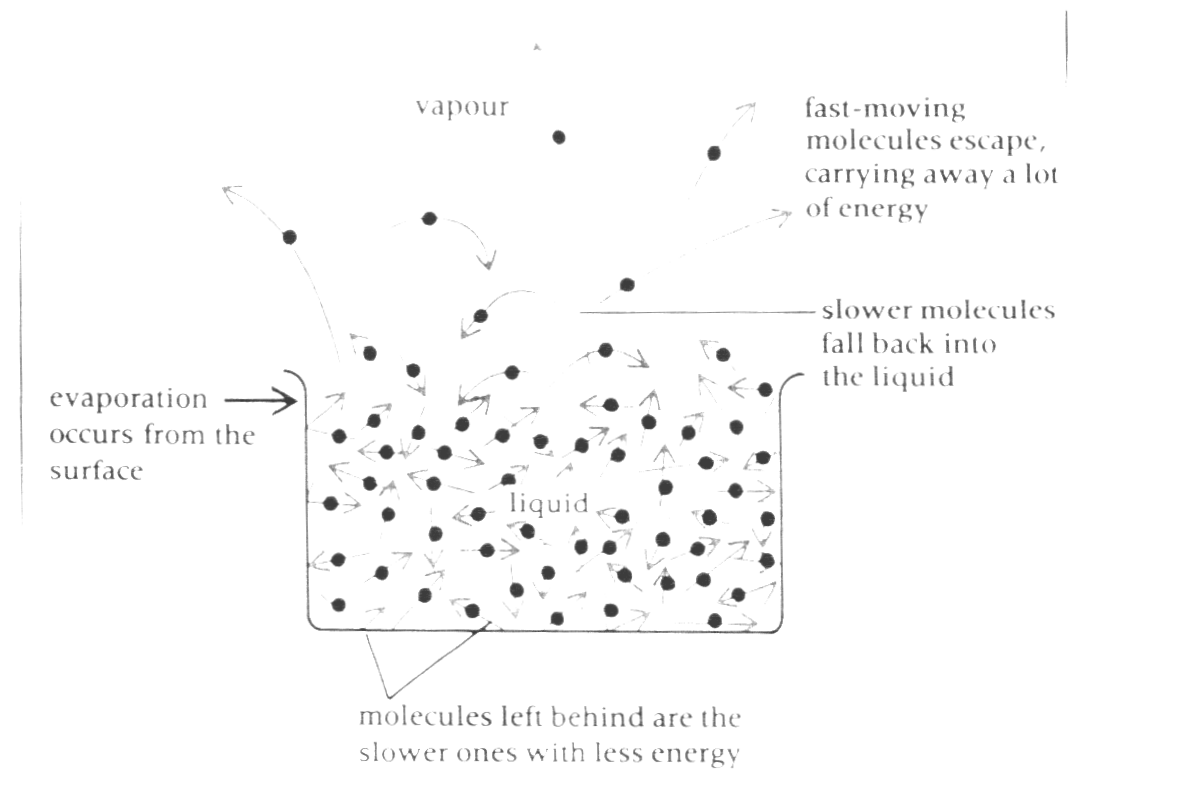 vapour
fast-moving
molecules escape,
carrying away a lot
of energy
slower molecules
fall back into
the liquid
evaporation
occurs from the
surface
liquid
molecules left behind are the
slower ones with less energy